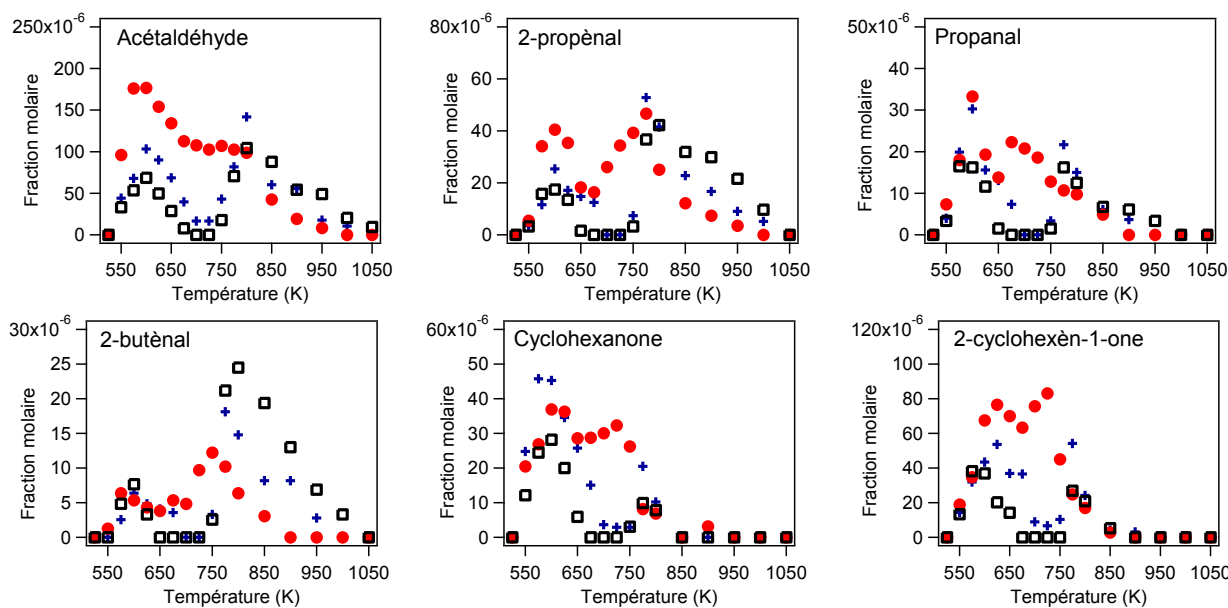 Acétaldéhyde
Fraction molaire
250x10-6
200
150
100
50
0
550 650 750 850 950 1050
Température (K)
2-propènal
Fraction molaire
80x10-6
60
40
20
0
550 650 750 850 950 1050
Température (K)
Propanal
Fraction molaire
50x10-6
40
30
20
10
0
550 650 750 850 950 1050
Température (K)
2-butènal
Fraction molaire
30x10-6
25
20
15
10
5
0
550 650 750 850 950 1050
Température (K)
Cyclohexanone
Fraction molaire
60x10-6
50
40
30
20
10
0
550 650 750 850 950 1050
Température (K)
2-cyclohexèn-1-one
Fraction molaire
120x10-6
100
80
60
40
20
0
550 650 750 850 950 1050
Température (K)